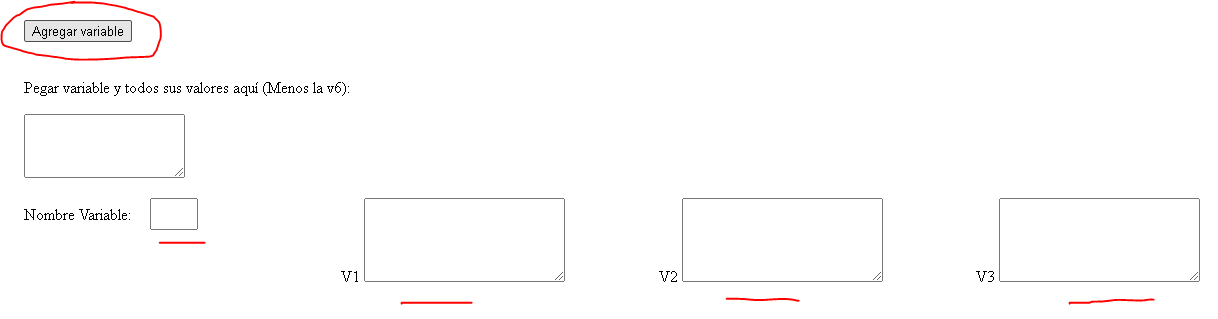 Agregar variable
Pegar variable y todos sus valores aquí (Menos la v6):
Nombre Variable:
V1
V2
V3